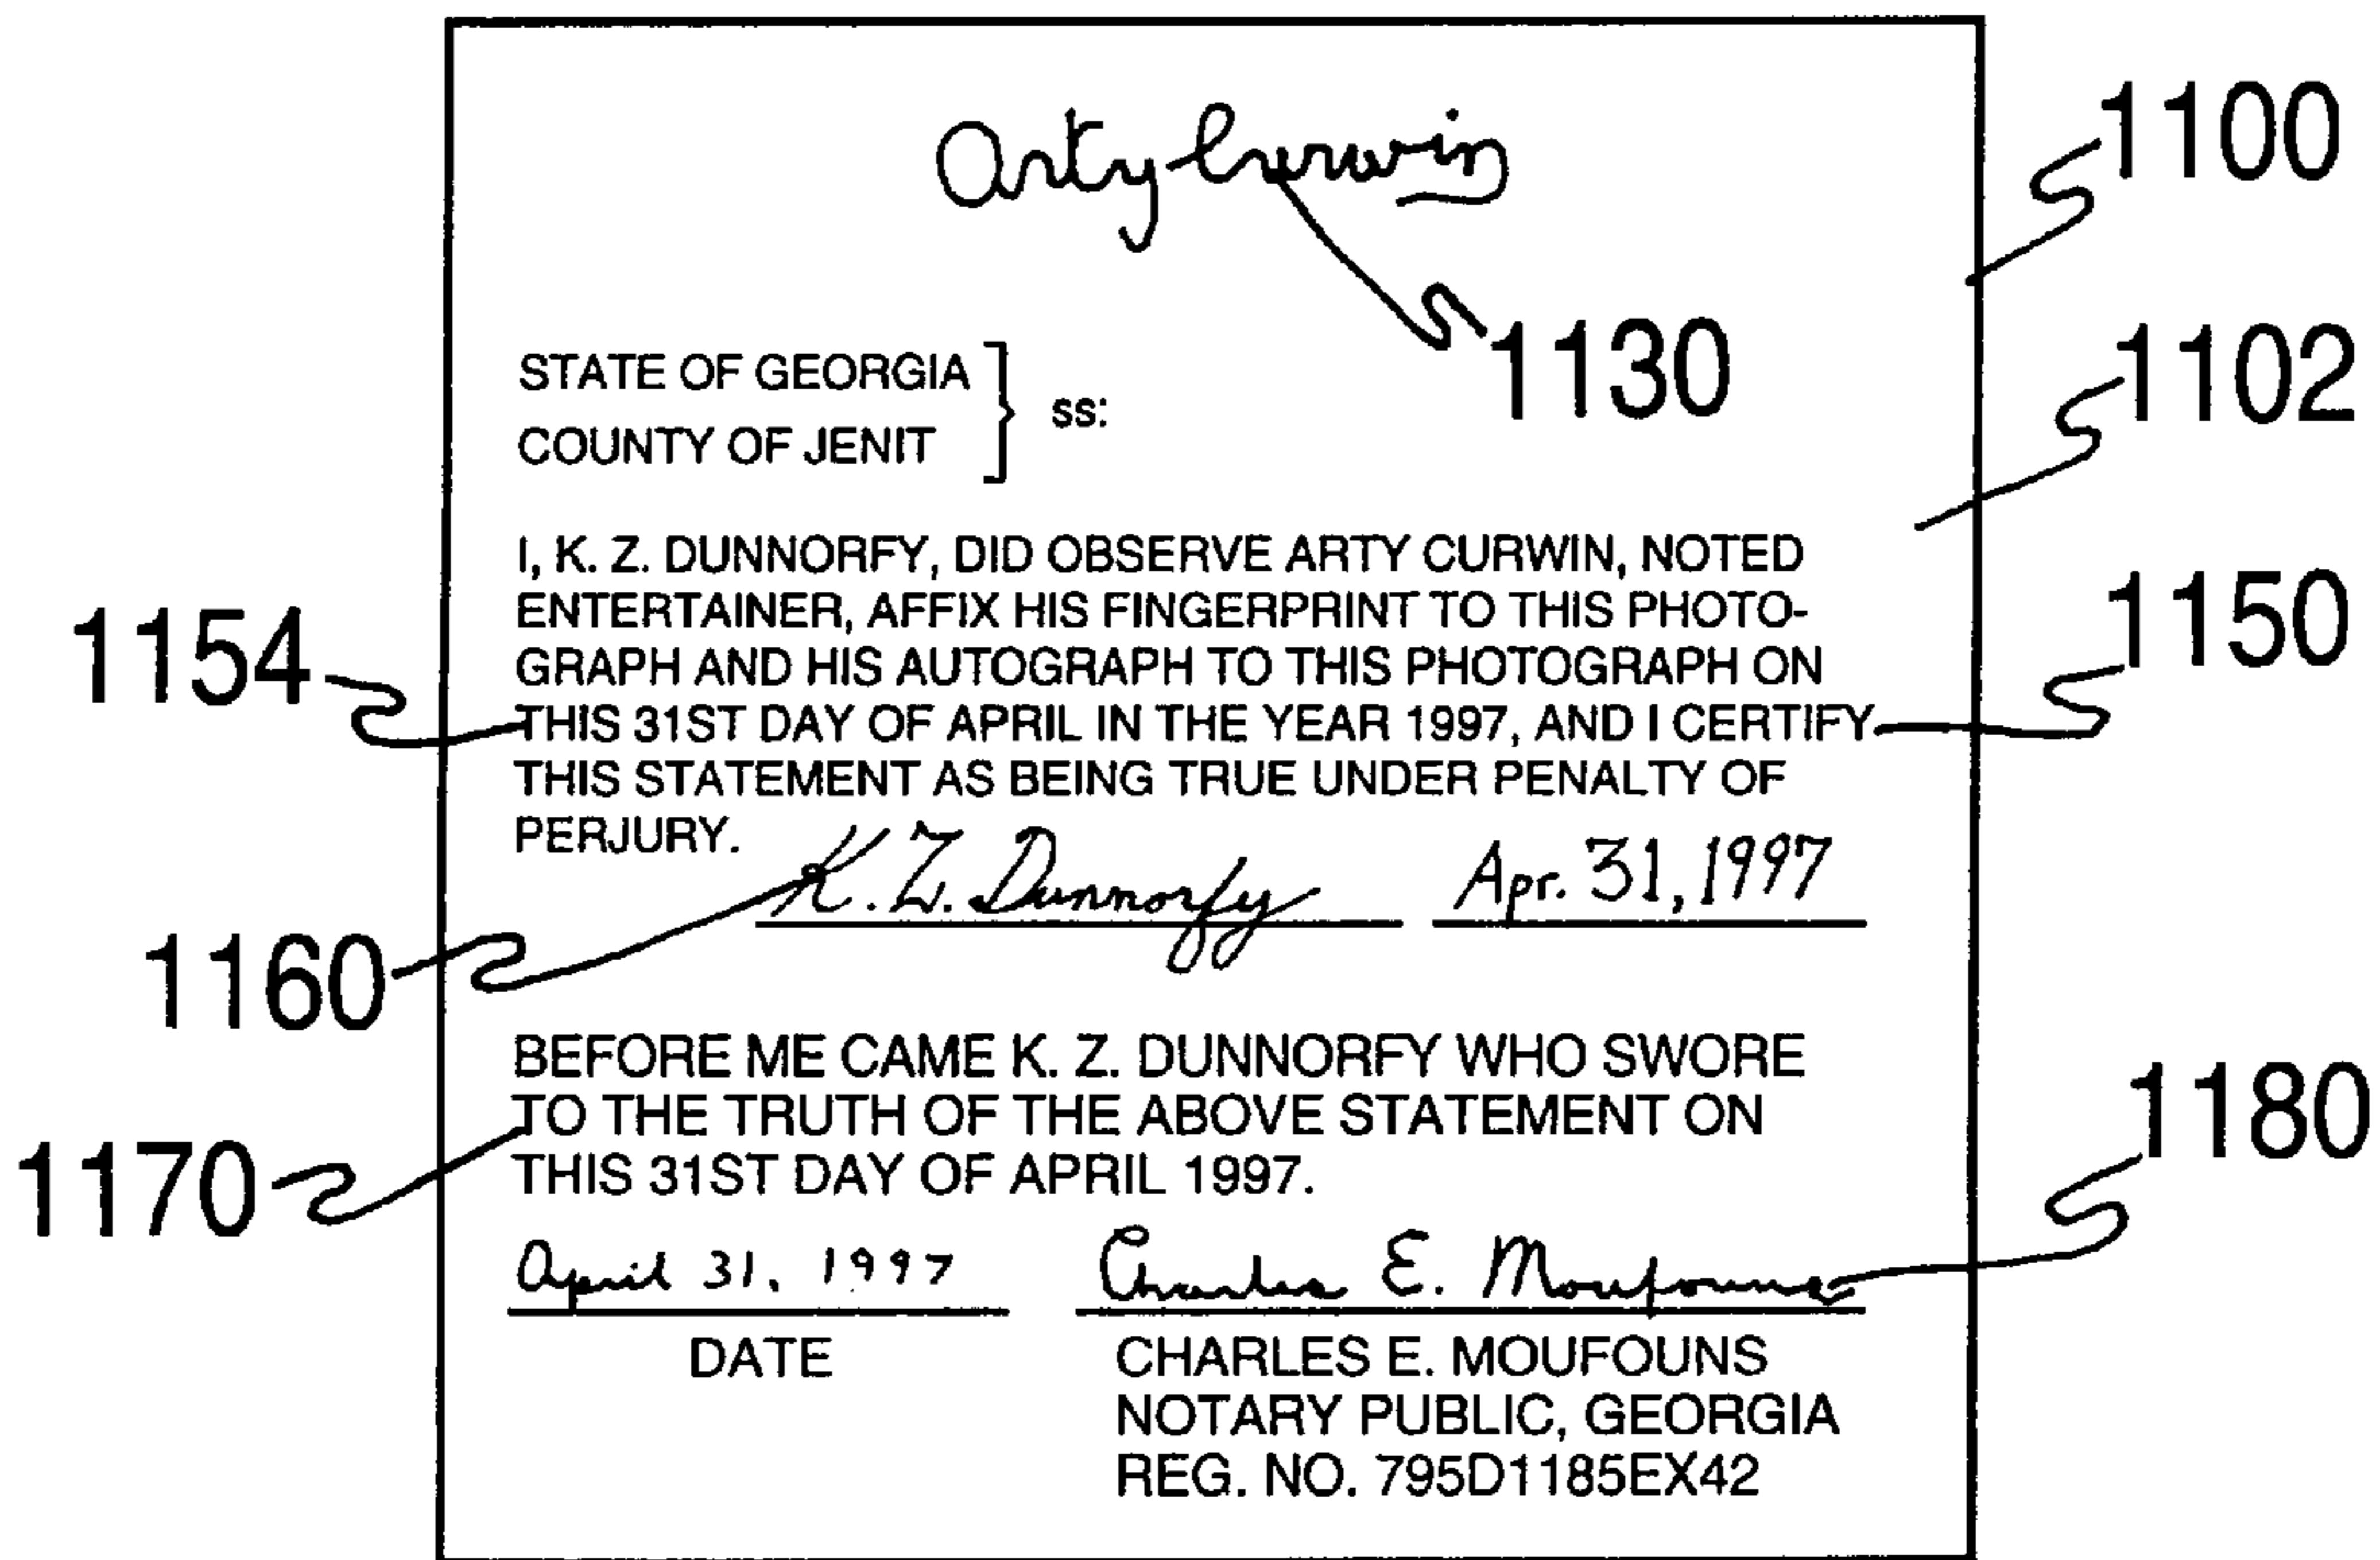 Arty Curwin
1100
1130
STATE OF GEORGIA
COUNTY OF JENIT
ss:
1102
I, K. Z. DUNNORFY, DID OBSERVE ARTY CURWIN, NOTED
ENTERTAINER, AFFIX HIS FINGERPRINT TO THIS PHOTO-
GRAPH AND HIS AUTOGRAPH TO THIS PHOTOGRAPH ON
THIS 31ST DAY OF APRIL IN THE YEAR 1997, AND I CERTIFY
THIS STATEMENT AS BEING TRUE UNDER PENALTY OF
PERJURY.
1154
1150
K. Z. Dunnorfy Apr. 31, 1997
1160
BEFORE ME CAME K. Z. DUNNORFY WHO SWORE
TO THE TRUTH OF THE ABOVE STATEMENT ON
THIS 31ST DAY OF APRIL 1997.
1170
1180
April 31, 1997 Charles E. Moufouns
DATE
CHARLES E. MOUFOUNS
NOTARY PUBLIC, GEORGIA
REG. NO. 795D1185EX42